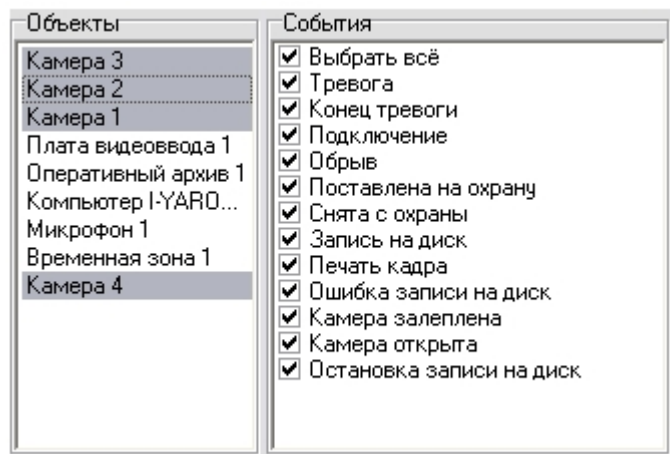 Объекты
Камера 3
Камера 2
Камера 1
Плата видеоввода 1
Оперативный архив 1
Компьютер I-YARO...
Микрофон 1
Временная зона 1
Камера 4
События
Выбрать всё
Тревога
Конец тревоги
Подключение
Обрыв
Поставлена на охрану
Снята с охраны
Запись на диск
Печать кадра
Ошибка записи на диск
Камера залеплена
Камера открыта
Остановка записи на диск